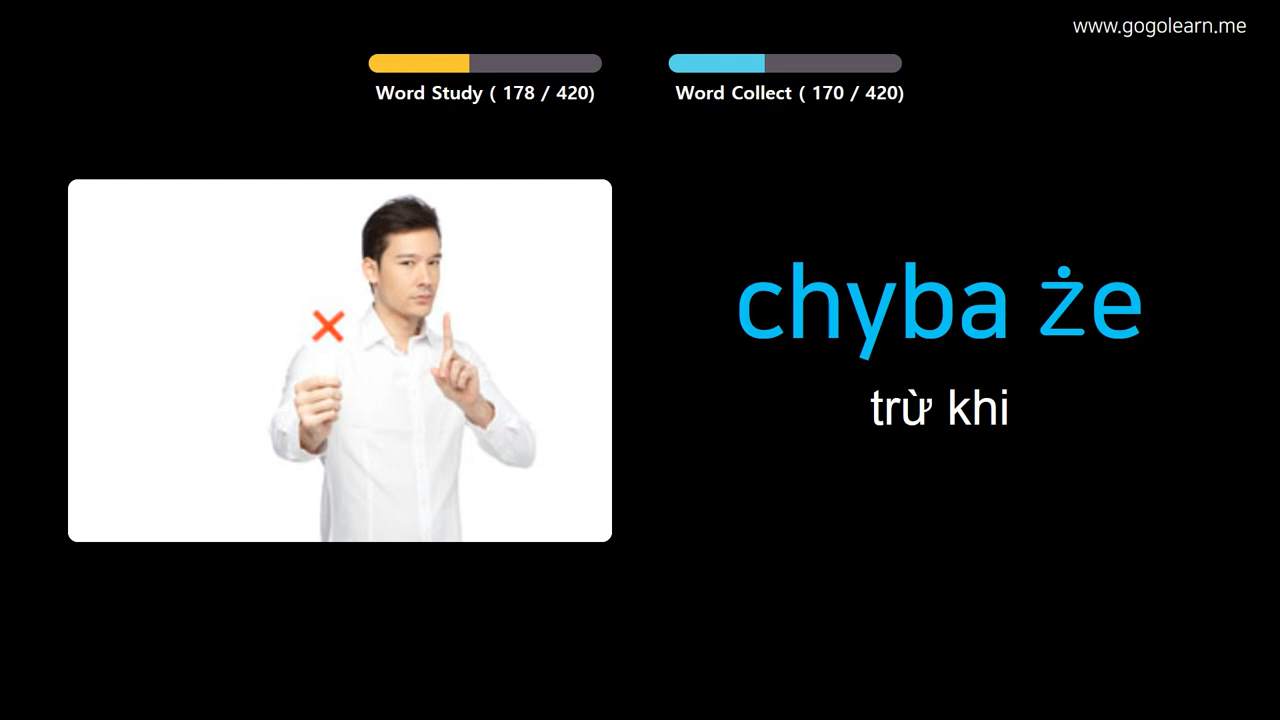 www.gogolearn.me
Word Study ( 178 / 420)
Word Collect ( 170 / 420)
chyba że
trừ khi